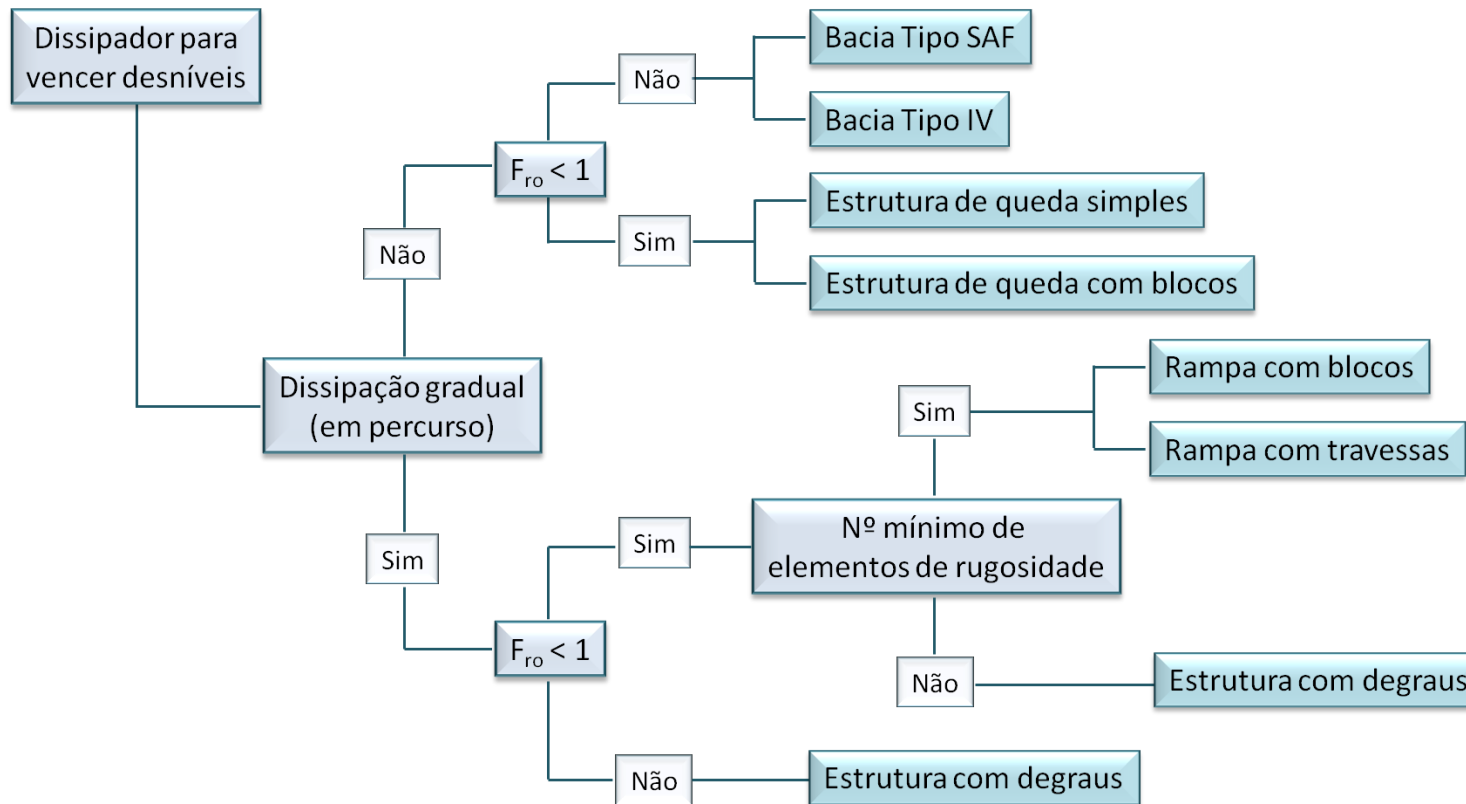 Dissipador para
vencer desníveis
Não
Bacia Tipo SAF
Bacia Tipo IV
Fro < 1
Sim
Estrutura de queda simples
Estrutura de queda com blocos
Não
Dissipação gradual
(em percurso)
Sim
Fro < 1
Sim
Nº mínimo de
elementos de rugosidade
Sim
Rampa com blocos
Rampa com travessas
Não
Estrutura com degraus
Não
Estrutura com degraus